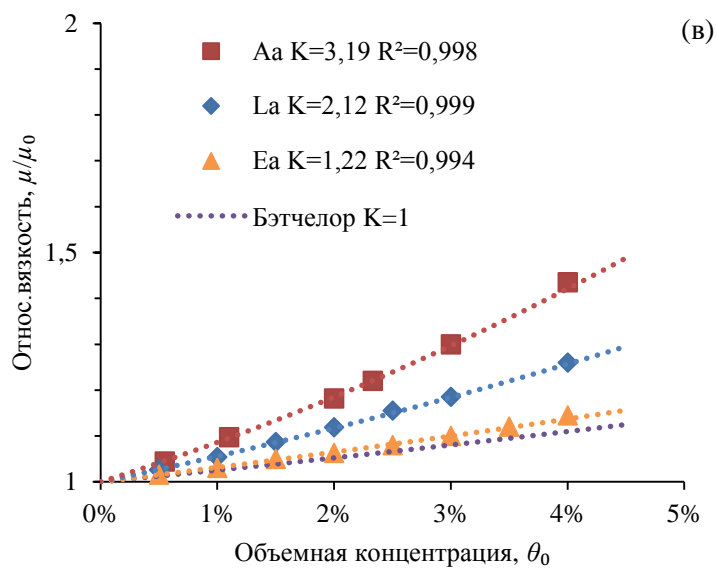 2
(в)
Aa K=3,19 R²=0,998
La K=2,12 R²=0,999
Ea K=1,22 R²=0,994
Бэтчелор K=1
Относ.вязкость, μ/μ₀
1,5
1
0% 1% 2% 3% 4% 5%
Объемная концентрация, θ₀